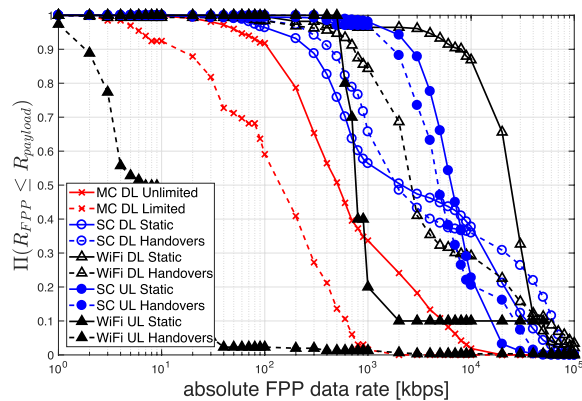 Π(R_FPP ≤ R_payload)
1
0.9
0.8
0.7
0.6
0.5
0.4
0.3
0.2
0.1
0
MC DL Unlimited
MC DL Limited
SC DL Static
SC DL Handovers
WiFi DL Static
WiFi DL Handovers
SC UL Static
SC UL Handovers
WiFi UL Static
WiFi UL Handovers
10^0 10^1 10^2 10^3 10^4 10^5
absolute FPP data rate [kbps]